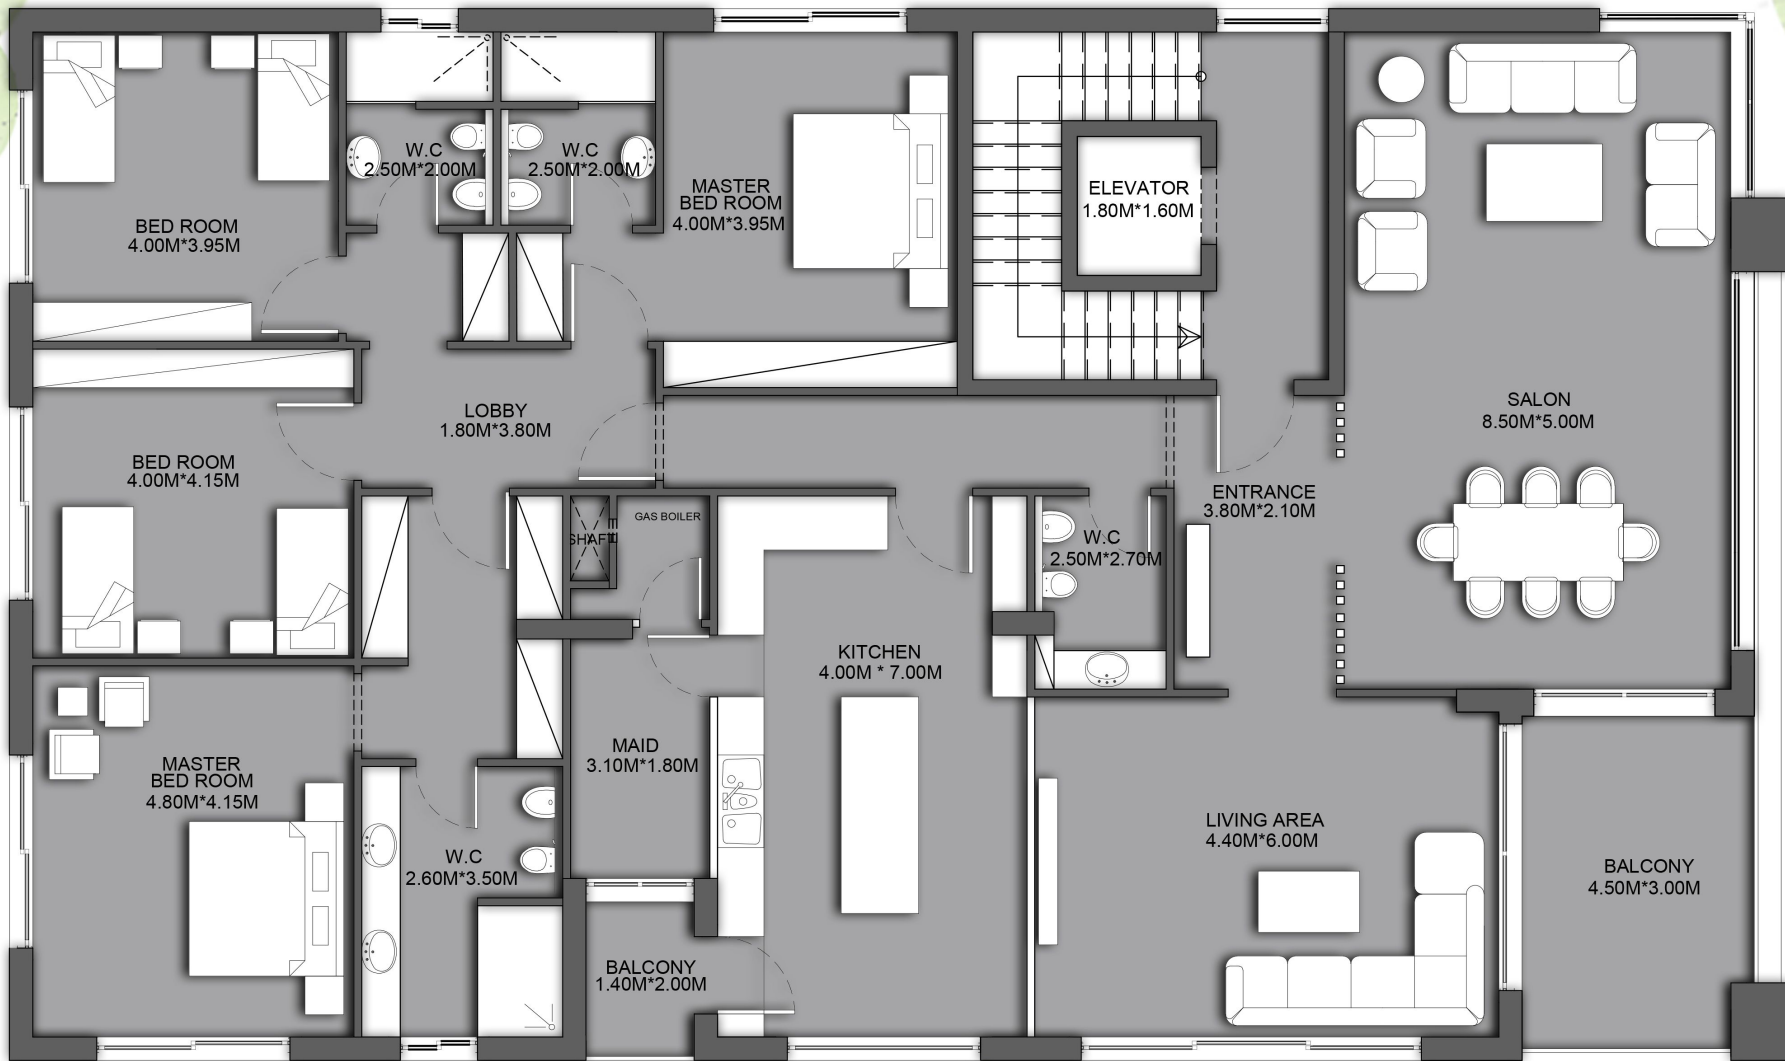 W.C
2.50M*2.00M
W.C
2.50M*2.00M
MASTER
BED ROOM
4.00M*3.95M
ELEVATOR
1.80M*1.60M
BED ROOM
4.00M*3.95M
LOBBY
1.80M*3.80M
SALON
8.50M*5.00M
BED ROOM
4.00M*4.15M
ENTRANCE
3.80M*2.10M
GAS BOILER
SHAFT
W.C
2.50M*2.70M
KITCHEN
4.00M * 7.00M
MAID
3.10M*1.80M
MASTER
BED ROOM
4.80M*4.15M
LIVING AREA
4.40M*6.00M
W.C
2.60M*3.50M
BALCONY
4.50M*3.00M
BALCONY
1.40M*2.00M